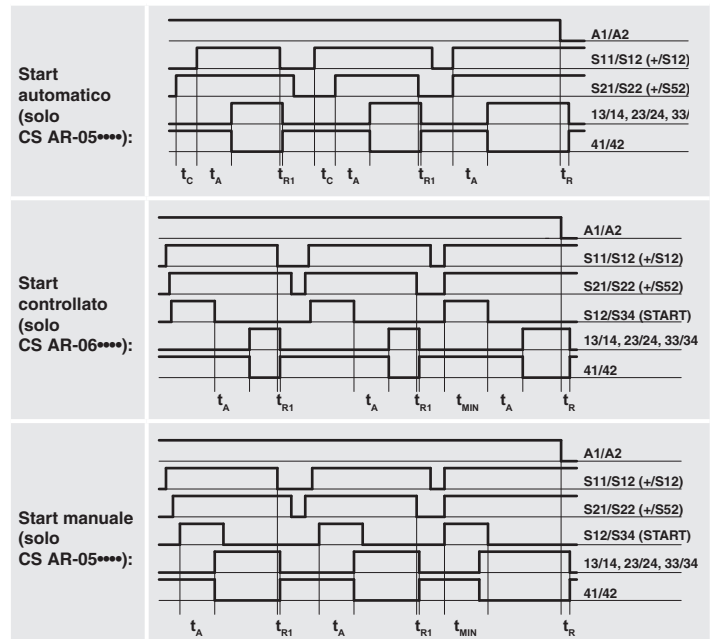 Start
automatico
(solo
CS AR-05••••):
A1/A2
S11/S12 (+/S12)
S21/S22 (+/S52)
13/14, 23/24, 33/
41/42
tC tA tR1 tC tA tR1 tA tR
Start
controllato
(solo
CS AR-06••••):
A1/A2
S11/S12 (+/S12)
S21/S22 (+/S52)
S12/S34 (START)
13/14, 23/24, 33/34
41/42
tA tR1 tA tR1 tMIN tA tR
Start manuale
(solo
CS AR-05••••):
A1/A2
S11/S12 (+/S12)
S21/S22 (+/S52)
S12/S34 (START)
13/14, 23/24, 33/34
41/42
tA tR1 tA tR1 tMIN tR